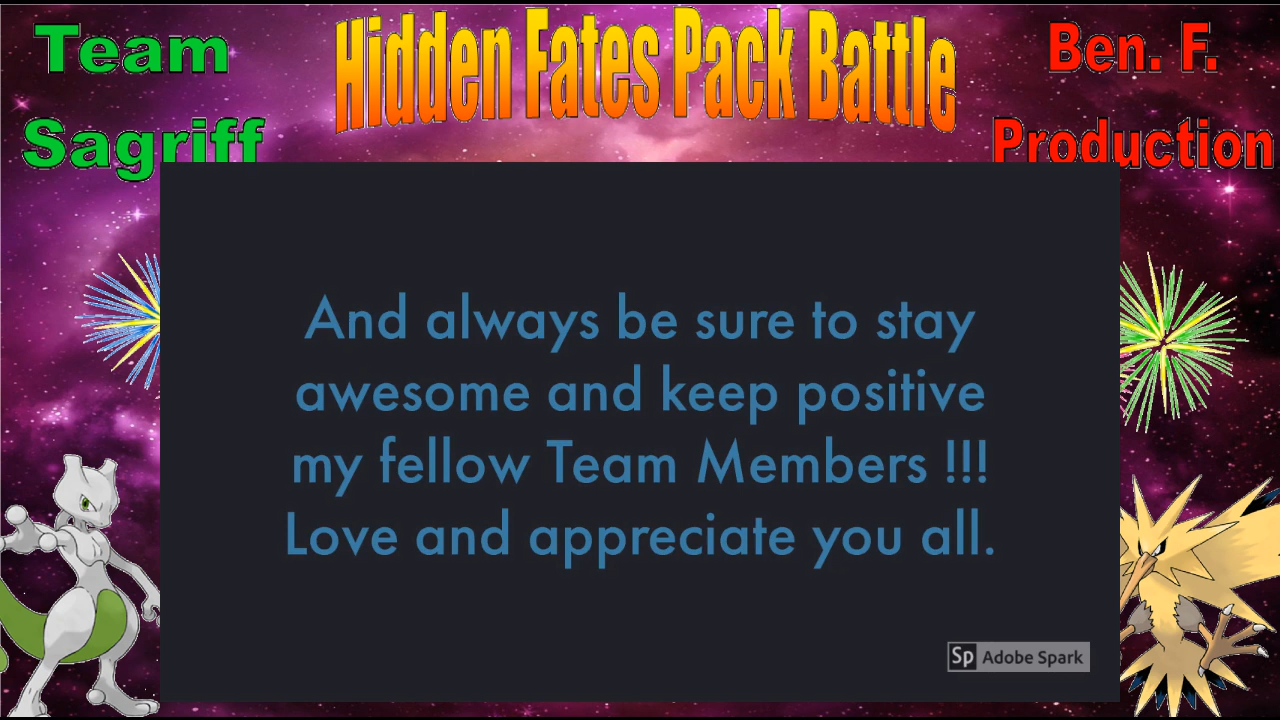 Team
Sagriff
Hidden Fates Pack Battle
Ben. F.
Production
And always be sure to stay
awesome and keep positive
my fellow Team Members !!!
Love and appreciate you all.
Sp Adobe Spark